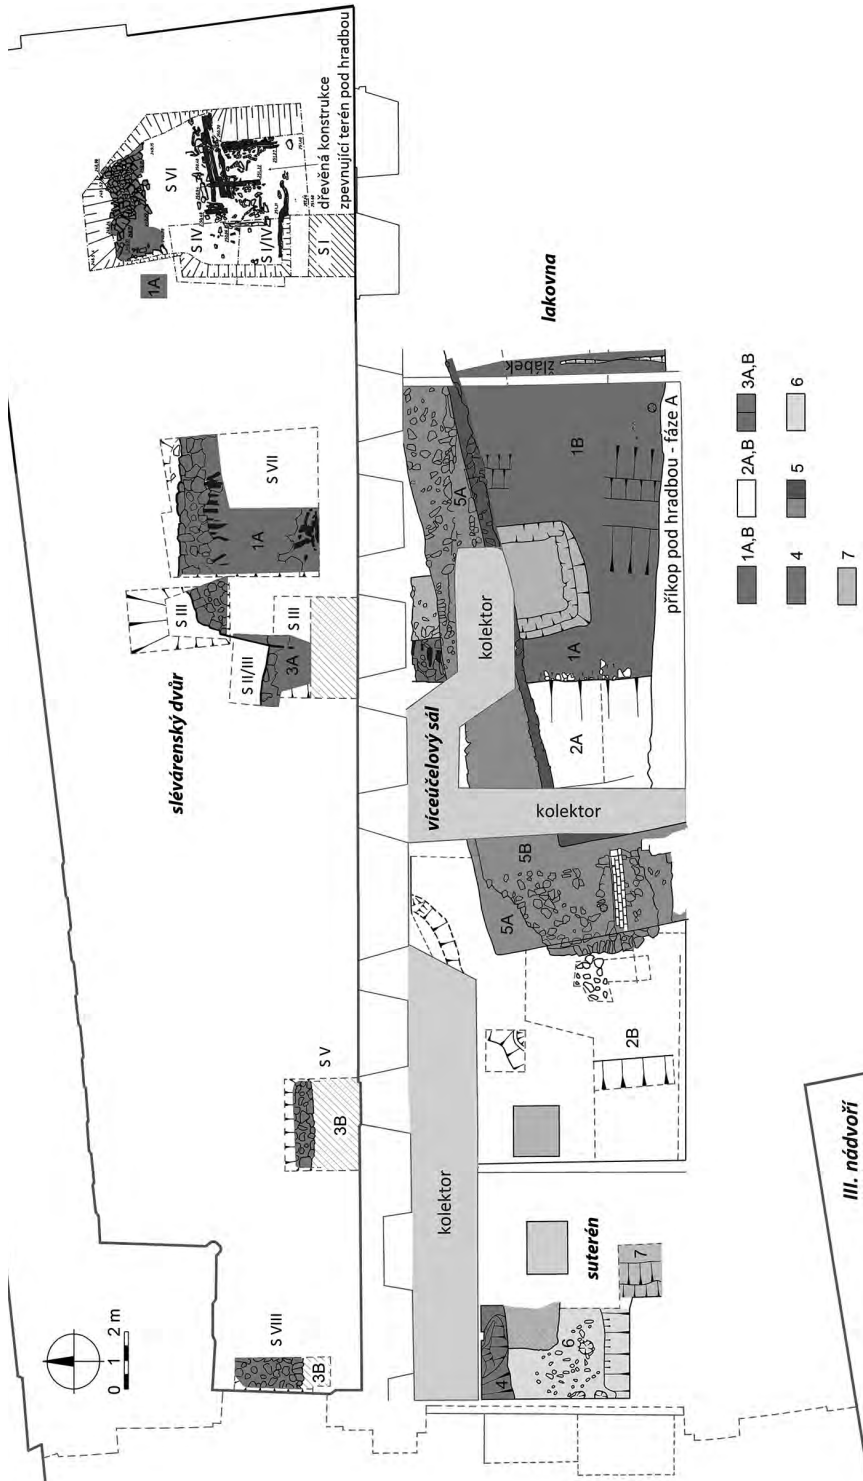 0 1 2 m
S VIII
3B
S V
3B
slévárenský dvůr
S II/III
S III
S III
3A
1A
S VII
1A
S VI
S IV
S I/IV
S I
dřevěná konstrukce
zpevnující terén pod hradbou
kolektor
víceúčelový sál
kolektor
kolektor
lakovna
žlábek
5A
5A
5B
1B
1A
2A
2B
4
6
7
suterén
příkop pod hradbou - fáze A
III. nádvoří
1A,B
2A,B
3A,B
4
5
6
7